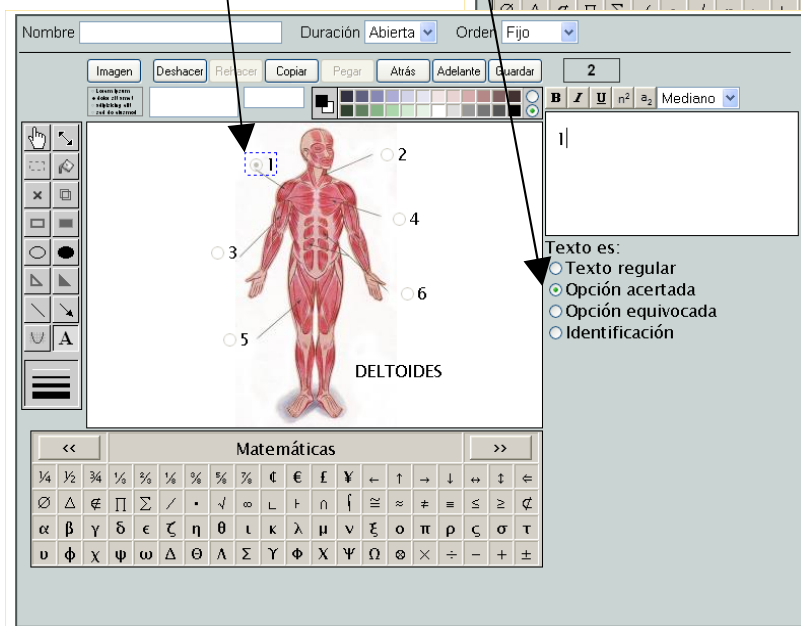 Nombre Duración Abierta Orden Fijo
Imagen Deshacer Rehacer Copiar Pegar Atrás Adelante Guardar 2
B I U n² a₂ Mediano
1
1
2
3
4
5
6
DELTOIDES
A
Texto es:
Texto regular
Opción acertada
Opción equivocada
Identificación
<< Matemáticas >>
¼ ½ ¾ ⅓ ⅔ ⅛ ⅜ ⅝ ⅞ ₵ € £ ¥ ← ↑ → ↓ ↔ ↕ ⇐
∅ ∆ ∉ ∏ ∑ ∕ ∙ √ ∞ ∟ ⊦ ∩ ⌠ ≅ ≈ ≠ ≡ ≤ ≥ ⊄
α β γ δ ε ζ η θ ι κ λ μ ν ξ ο π ρ ς σ τ
υ φ χ ψ ω Δ Θ Λ Σ Υ Φ Χ Ψ Ω ⊗ × ÷ − + ±